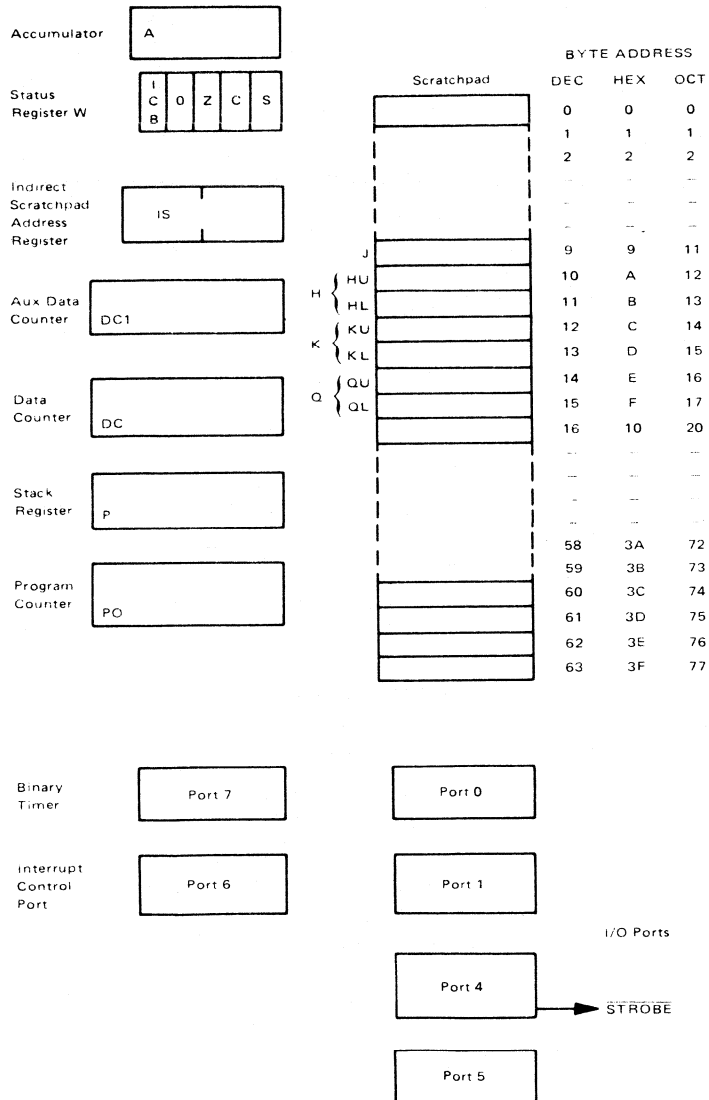 Accumulator
A
Status
Register W
I
C
B
O
Z
C
S
Indirect
Scratchpad
Address
Register
IS
Aux Data
Counter
DC1
Data
Counter
DC
Stack
Register
P
Program
Counter
PO
Scratchpad
BYTE ADDRESS
DEC HEX OCT
0 0 0
1 1 1
2 2 2
... ... ...
... ... ...
... ... ...
J 9 9 11
H { HU 10 A 12
HL 11 B 13
K { KU 12 C 14
KL 13 D 15
Q { QU 14 E 16
QL 15 F 17
16 10 20
... ... ...
... ... ...
... ... ...
... ... ...
58 3A 72
59 3B 73
60 3C 74
61 3D 75
62 3E 76
63 3F 77
Binary
Timer
Port 7
Port 0
Interrupt
Control
Port
Port 6
Port 1
I/O Ports
Port 4
STROBE
Port 5